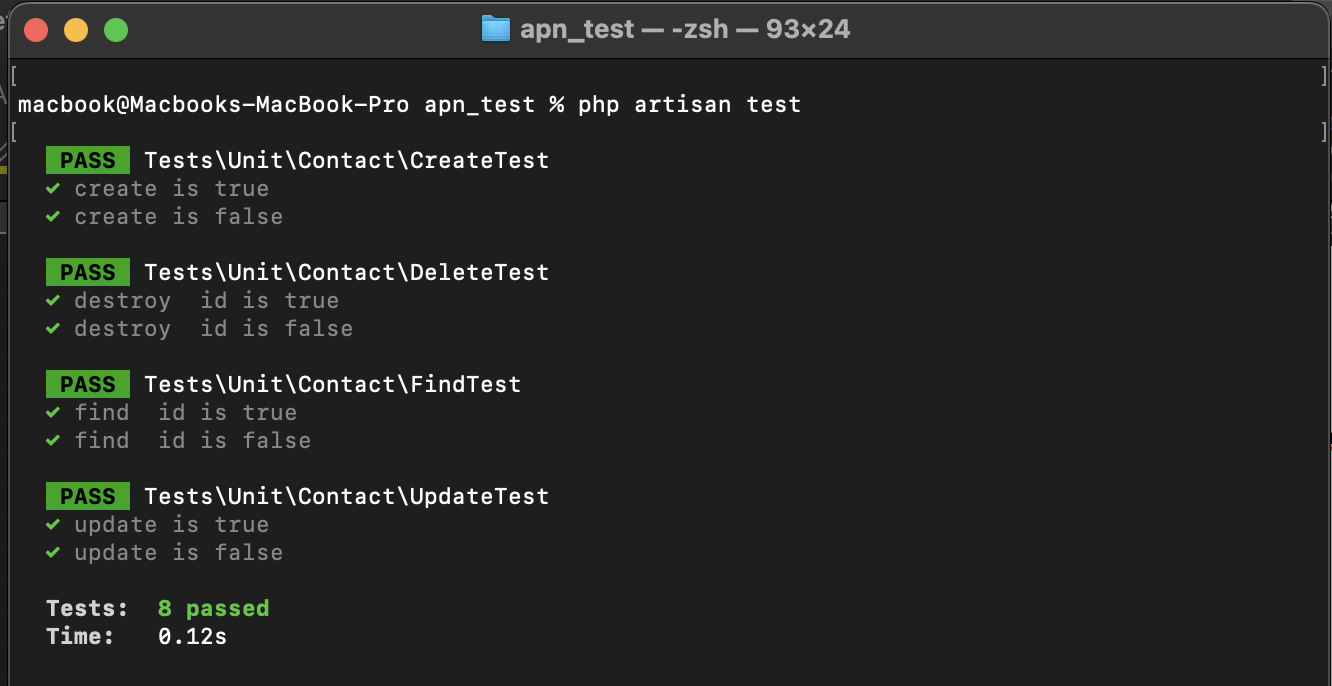 apn_test — -zsh — 93×24
[ ]
macbook@Macbooks-MacBook-Pro apn_test % php artisan test
[ ]
PASS Tests\Unit\Contact\CreateTest
✓ create is true
✓ create is false
PASS Tests\Unit\Contact\DeleteTest
✓ destroy  id is true
✓ destroy  id is false
PASS Tests\Unit\Contact\FindTest
✓ find  id is true
✓ find  id is false
PASS Tests\Unit\Contact\UpdateTest
✓ update is true
✓ update is false
Tests:  8 passed
Time:   0.12s